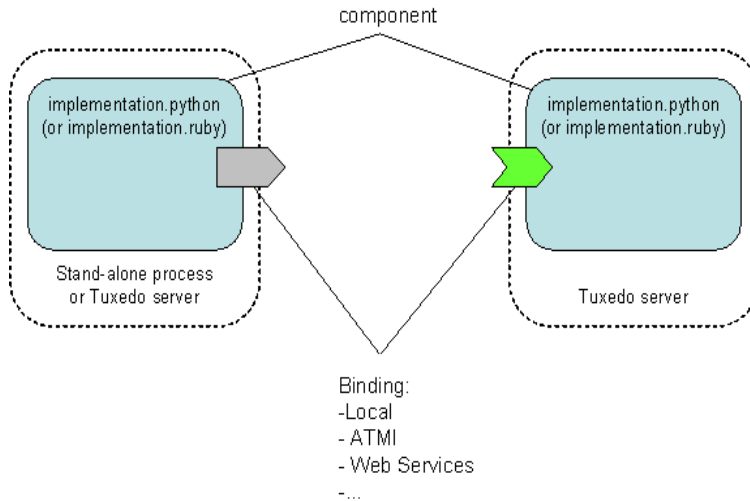 component
implementation.python
(or implementation.ruby)
Stand-alone process
or Tuxedo server
implementation.python
(or implementation.ruby)
Tuxedo server
Binding:
-Local
- ATMI
- Web Services
-...